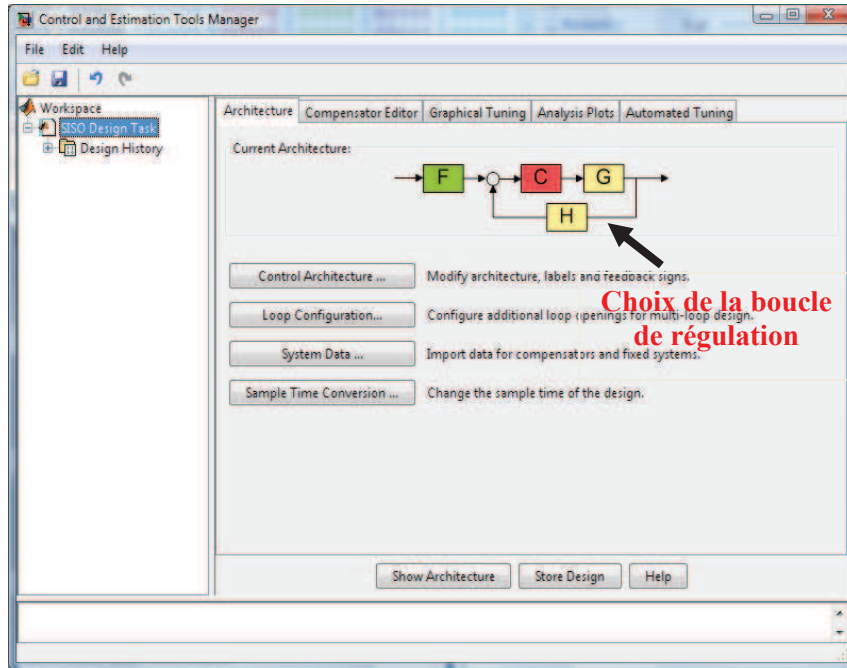 Control and Estimation Tools Manager
File Edit Help
Workspace
SISO Design Task
Design History
Architecture Compensator Editor Graphical Tuning Analysis Plots Automated Tuning
Current Architecture:
F C G
H
Control Architecture ... Modify architecture, labels and feedback signs.
Loop Configuration... Configure additional loop openings for multi-loop design.
System Data ... Import data for compensators and fixed systems.
Sample Time Conversion ... Change the sample time of the design.
Choix de la boucle
de régulation
Show Architecture Store Design Help